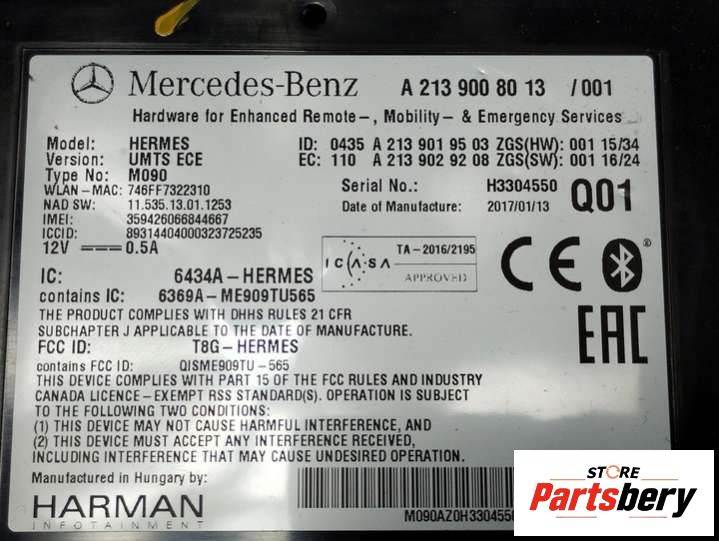 Mercedes-Benz A 213 900 80 13 /001
Hardware for Enhanced Remote-, Mobility- & Emergency Services
Model: HERMES ID: 0435 A 213 901 95 03 ZGS(HW): 001 15/34
Version: UMTS ECE EC: 110 A 213 902 92 08 ZGS(SW): 001 16/24
Type No: M090
WLAN-MAC: 746FF7322310 Serial No.: H3304550 Q01
NAD SW: 11.535.13.01.1253 Date of Manufacture: 2017/01/13
IMEI: 359426066844667
ICCID: 89314404000323725235
12V 0.5A
ICASA TA-2016/2195
APPROVED
CE
EAC
IC: 6434A-HERMES
contains IC: 6369A-ME909TU565
THE PRODUCT COMPLIES WITH DHHS RULES 21 CFR
SUBCHAPTER J APPLICABLE TO THE DATE OF MANUFACTURE.
FCC ID: T8G-HERMES
contains FCC ID: QISME909TU-565
THIS DEVICE COMPLIES WITH PART 15 OF THE FCC RULES AND INDUSTRY
CANADA LICENCE-EXEMPT RSS STANDARD(S). OPERATION IS SUBJECT
TO THE FOLLOWING TWO CONDITIONS:
(1) THIS DEVICE MAY NOT CAUSE HARMFUL INTERFERENCE, AND
(2) THIS DEVICE MUST ACCEPT ANY INTERFERENCE RECEIVED,
INCLUDING INTERFERENCE THAT MAY CAUSE UNDESIRED OPERATION.
Manufactured in Hungary by:
HARMAN
INFOTAINMENT
M090AZ0H330455
STORE
Partsbery